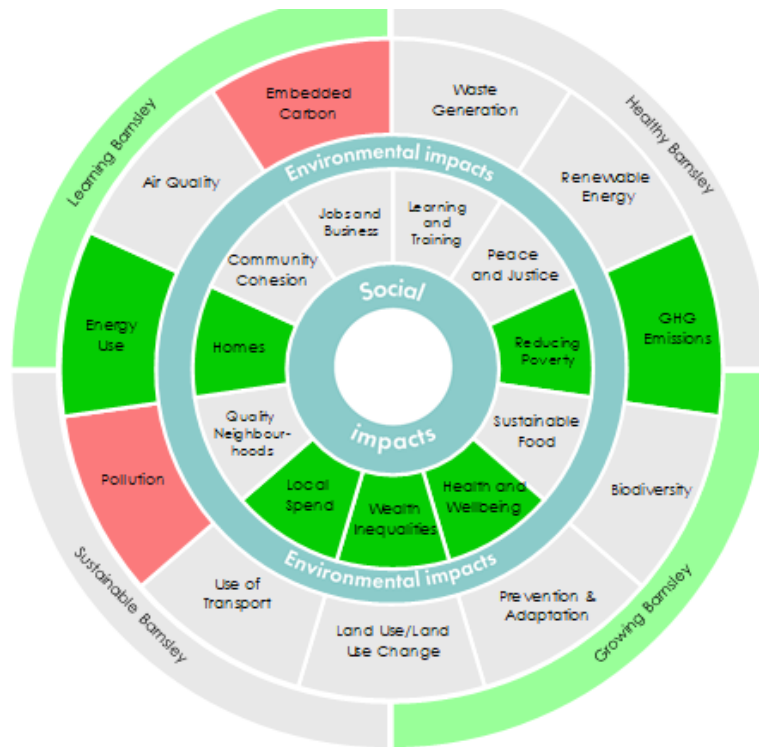 Learning Barnsley
Healthy Barnsley
Growing Barnsley
Sustainable Barnsley
Embedded
Carbon
Waste
Generation
Renewable
Energy
GHG
Emissions
Biodiversity
Prevention &
Adaptation
Land Use/Land
Use Change
Use of
Transport
Pollution
Energy
Use
Air Quality
Environmental impacts
Environmental impacts
Jobs and
Business
Learning
and
Training
Peace
and Justice
Reducing
Poverty
Sustainable
Food
Health and
Wellbeing
Wealth
Inequalities
Local
Spend
Quality
Neighbour-
hoods
Homes
Community
Cohesion
Social
impacts